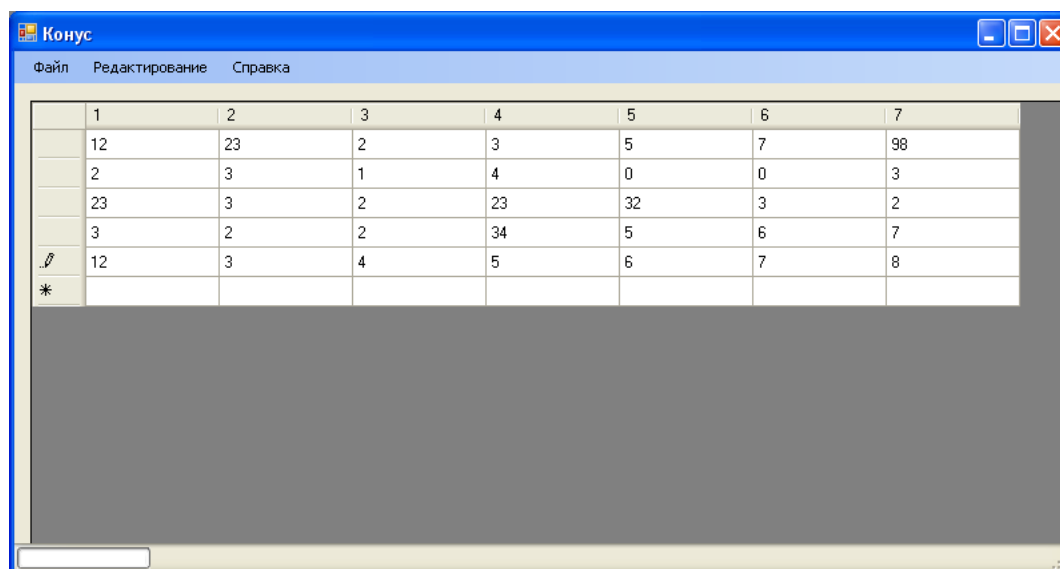 Конус
Файл Редактирование Справка
1 2 3 4 5 6 7
12 23 2 3 5 7 98
2 3 1 4 0 0 3
23 3 2 23 32 3 2
3 2 2 34 5 6 7
12 3 4 5 6 7 8